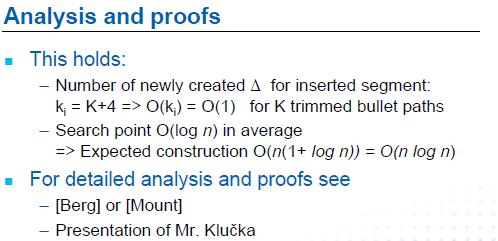 Analysis and proofs
This holds:
– Number of newly created Δ for inserted segment:
kᵢ = K+4 => O(kᵢ) = O(1) for K trimmed bullet paths
– Search point O(log n) in average
=> Expected construction O(n(1+ log n)) = O(n log n)
For detailed analysis and proofs see
– [Berg] or [Mount]
– Presentation of Mr. Klučka